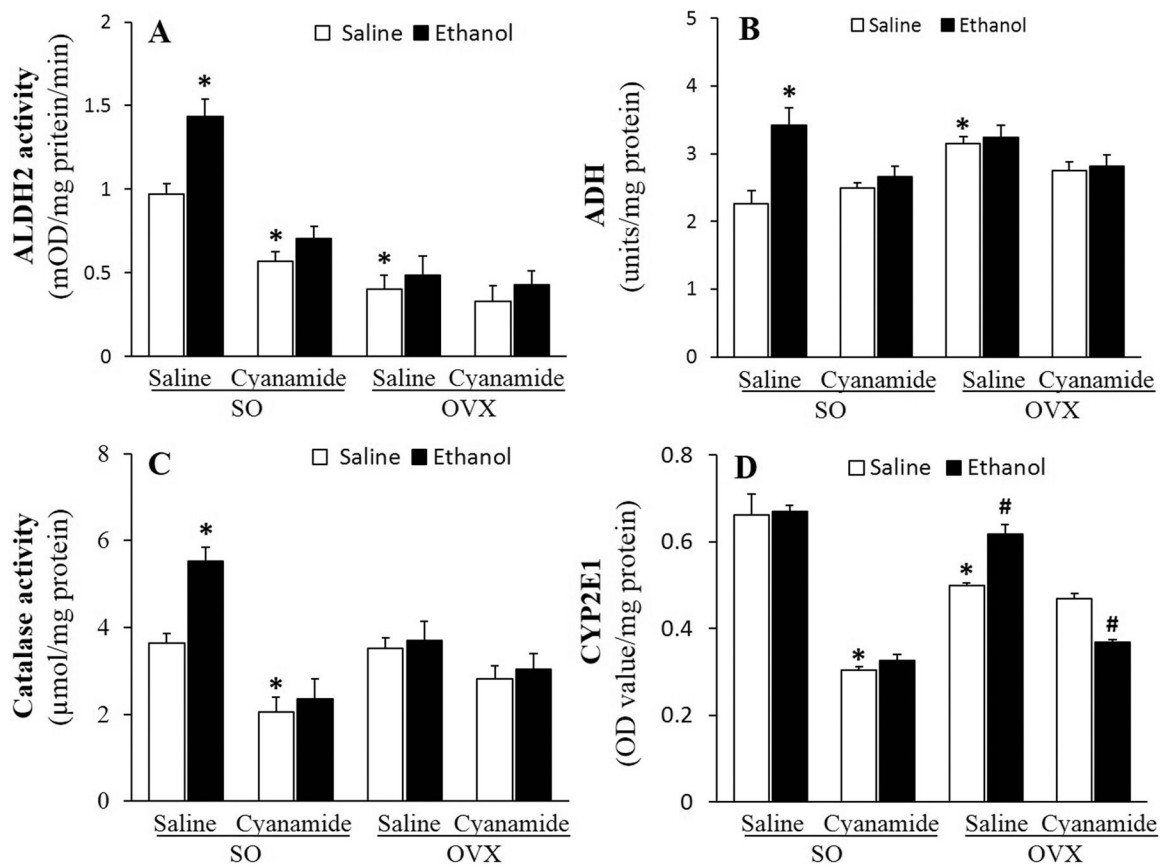 A
Saline Ethanol
ALDH2 activity
(mOD/mg pritein/min)
2
1.5
1
0.5
0
*
*
*
Saline Cyanamide Saline Cyanamide
SO OVX
B
Saline Ethanol
ADH
(units/mg protein)
5
4
3
2
1
0
*
*
Saline Cyanamide Saline Cyanamide
SO OVX
C
Saline Ethanol
Catalase activity
(µmol/mg protein)
8
6
4
2
0
*
*
Saline Cyanamide Saline Cyanamide
SO OVX
D
Saline Ethanol
CYP2E1
(OD value/mg protein)
0.8
0.6
0.4
0.2
0
*
*
#
#
Saline Cyanamide Saline Cyanamide
SO OVX